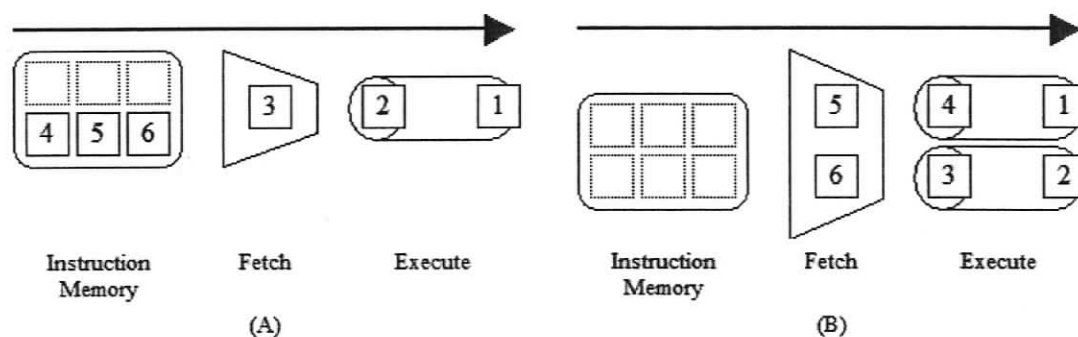 3 2 1
4 5 6
Instruction Memory
Fetch
Execute
(A)
5 4 1
6 3 2
Instruction Memory
Fetch
Execute
(B)